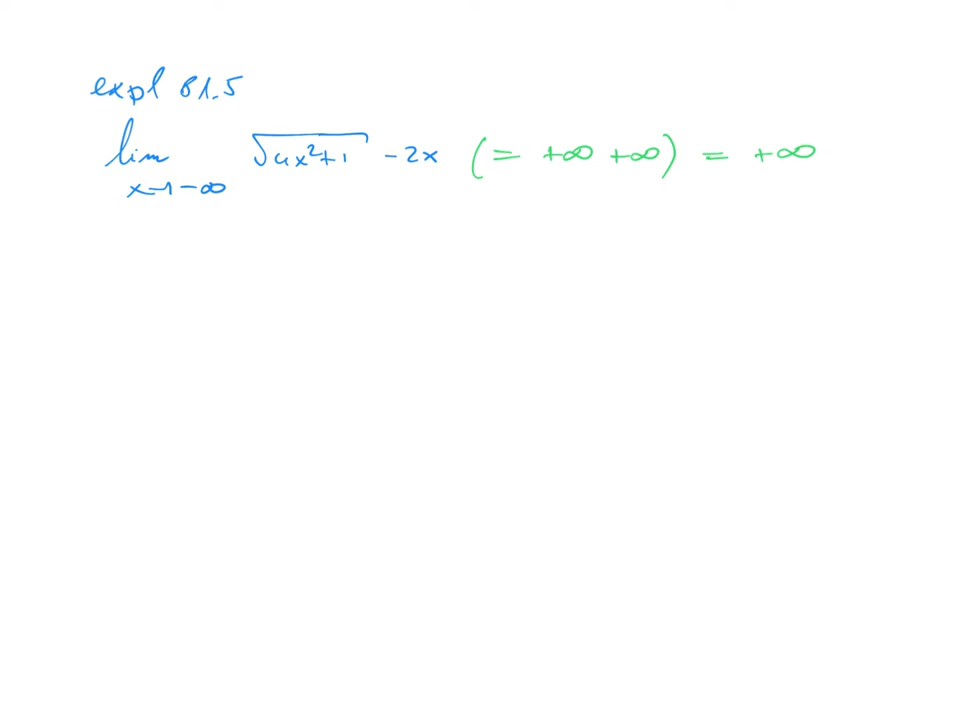 expl 81.5
lim √4x²+1 - 2x (= +∞ +∞) = +∞
x→-∞